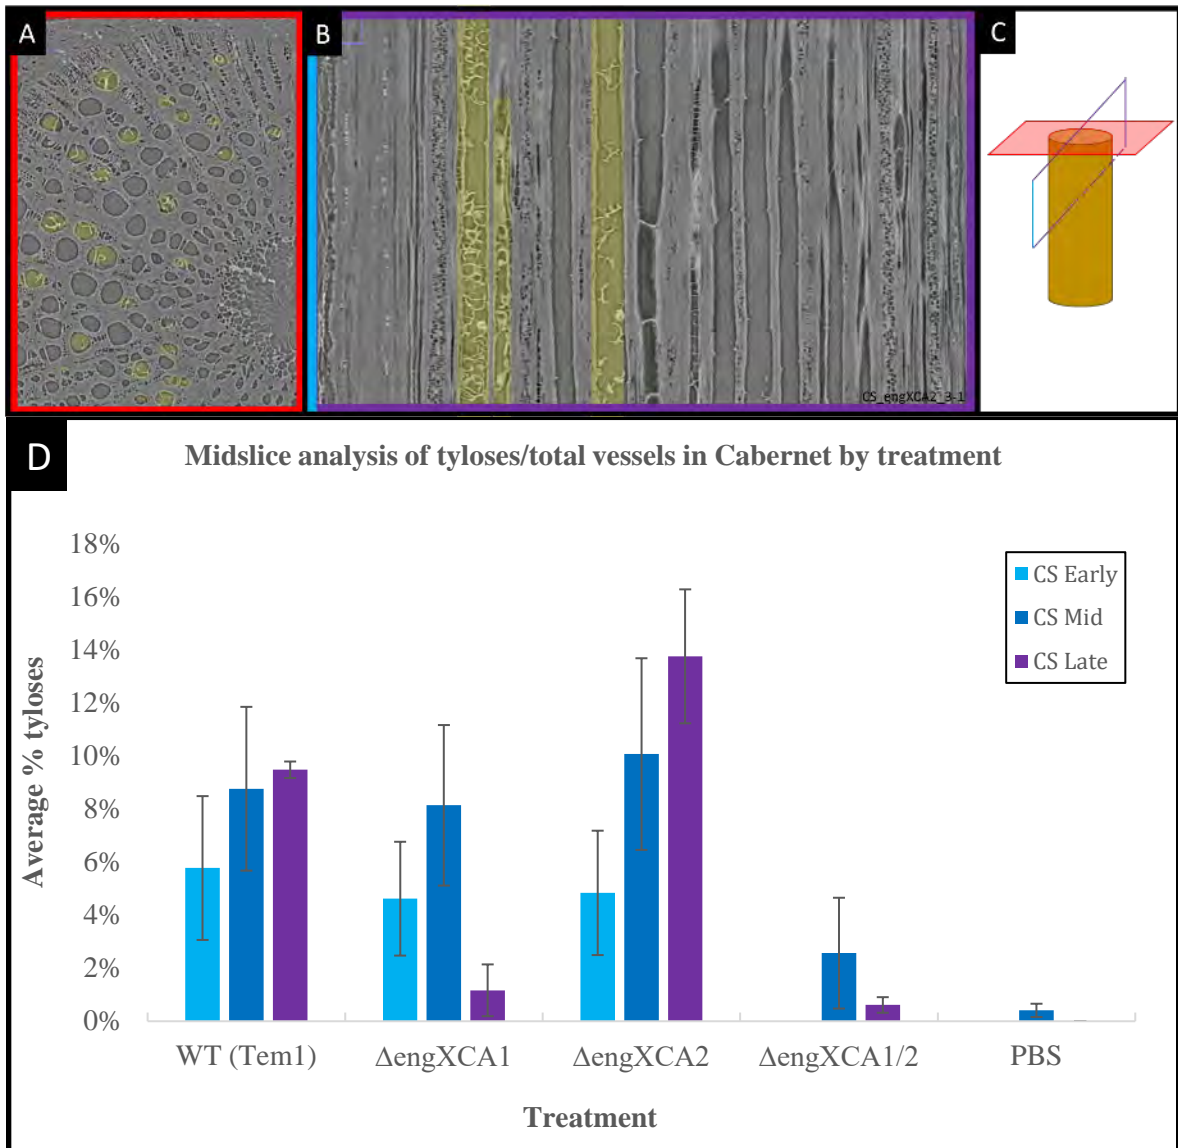 A
B
C
CS_engXCA2_3-1
D
Midslice analysis of tyloses/total vessels in Cabernet by treatment
18%
16%
14%
12%
10%
8%
6%
4%
2%
0%
Average % tyloses
CS Early
CS Mid
CS Late
WT (Tem1)
ΔengXCA1
ΔengXCA2
ΔengXCA1/2
PBS
Treatment